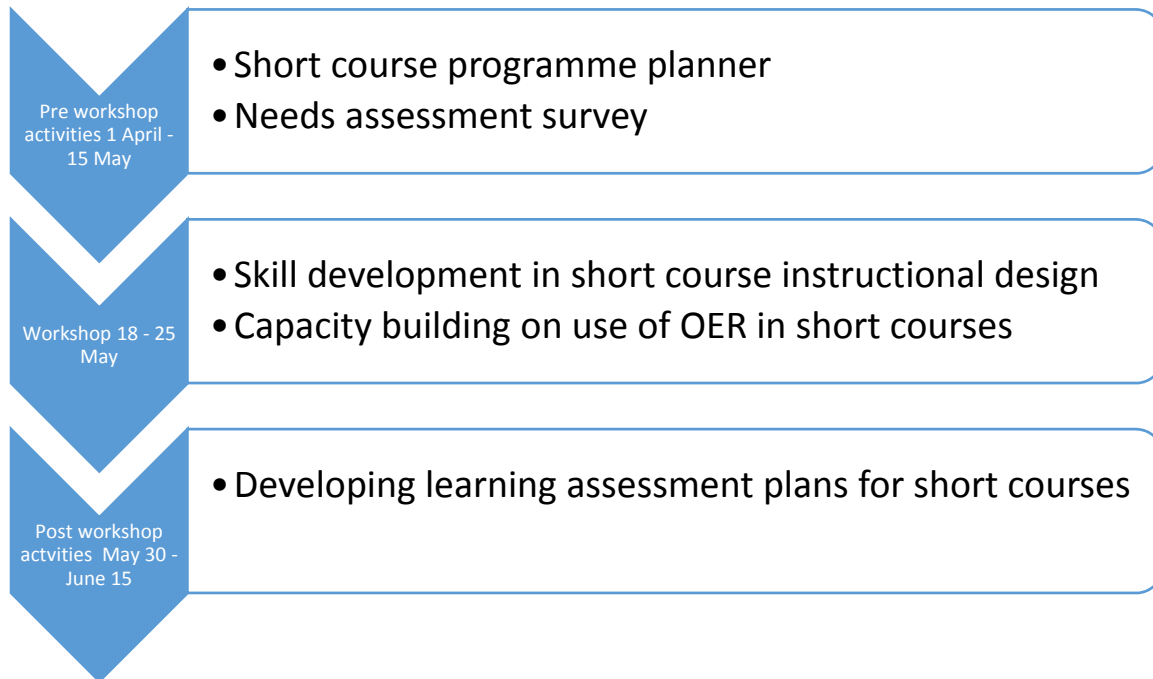 Pre workshop
activities 1 April -
15 May
• Short course programme planner
• Needs assessment survey
Workshop 18 - 25
May
• Skill development in short course instructional design
• Capacity building on use of OER in short courses
Post workshop
actvities  May 30 -
June 15
• Developing learning assessment plans for short courses